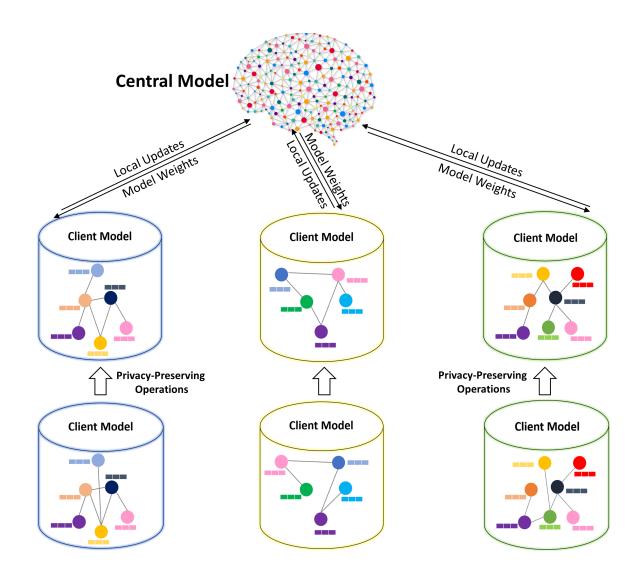 Central Model
Local Updates
Model Weights
Model Weights
Local Updates
Local Updates
Model Weights
Client Model
Client Model
Client Model
Privacy-Preserving
Operations
Privacy-Preserving
Operations
Client Model
Client Model
Client Model